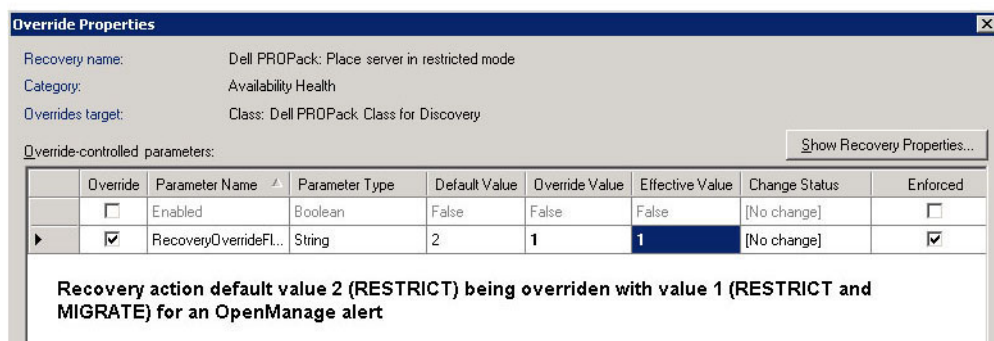 Override Properties
Recovery name: Dell PROPack: Place server in restricted mode
Category: Availability Health
Overrides target: Class: Dell PROPack Class for Discovery
Override-controlled parameters: Show Recovery Properties...
Override Parameter Name Parameter Type Default Value Override Value Effective Value Change Status Enforced
Enabled Boolean False False False [No change]
RecoveryOverrideFl... String 2 1 1 [No change]
Recovery action default value 2 (RESTRICT) being overriden with value 1 (RESTRICT and
MIGRATE) for an OpenManage alert